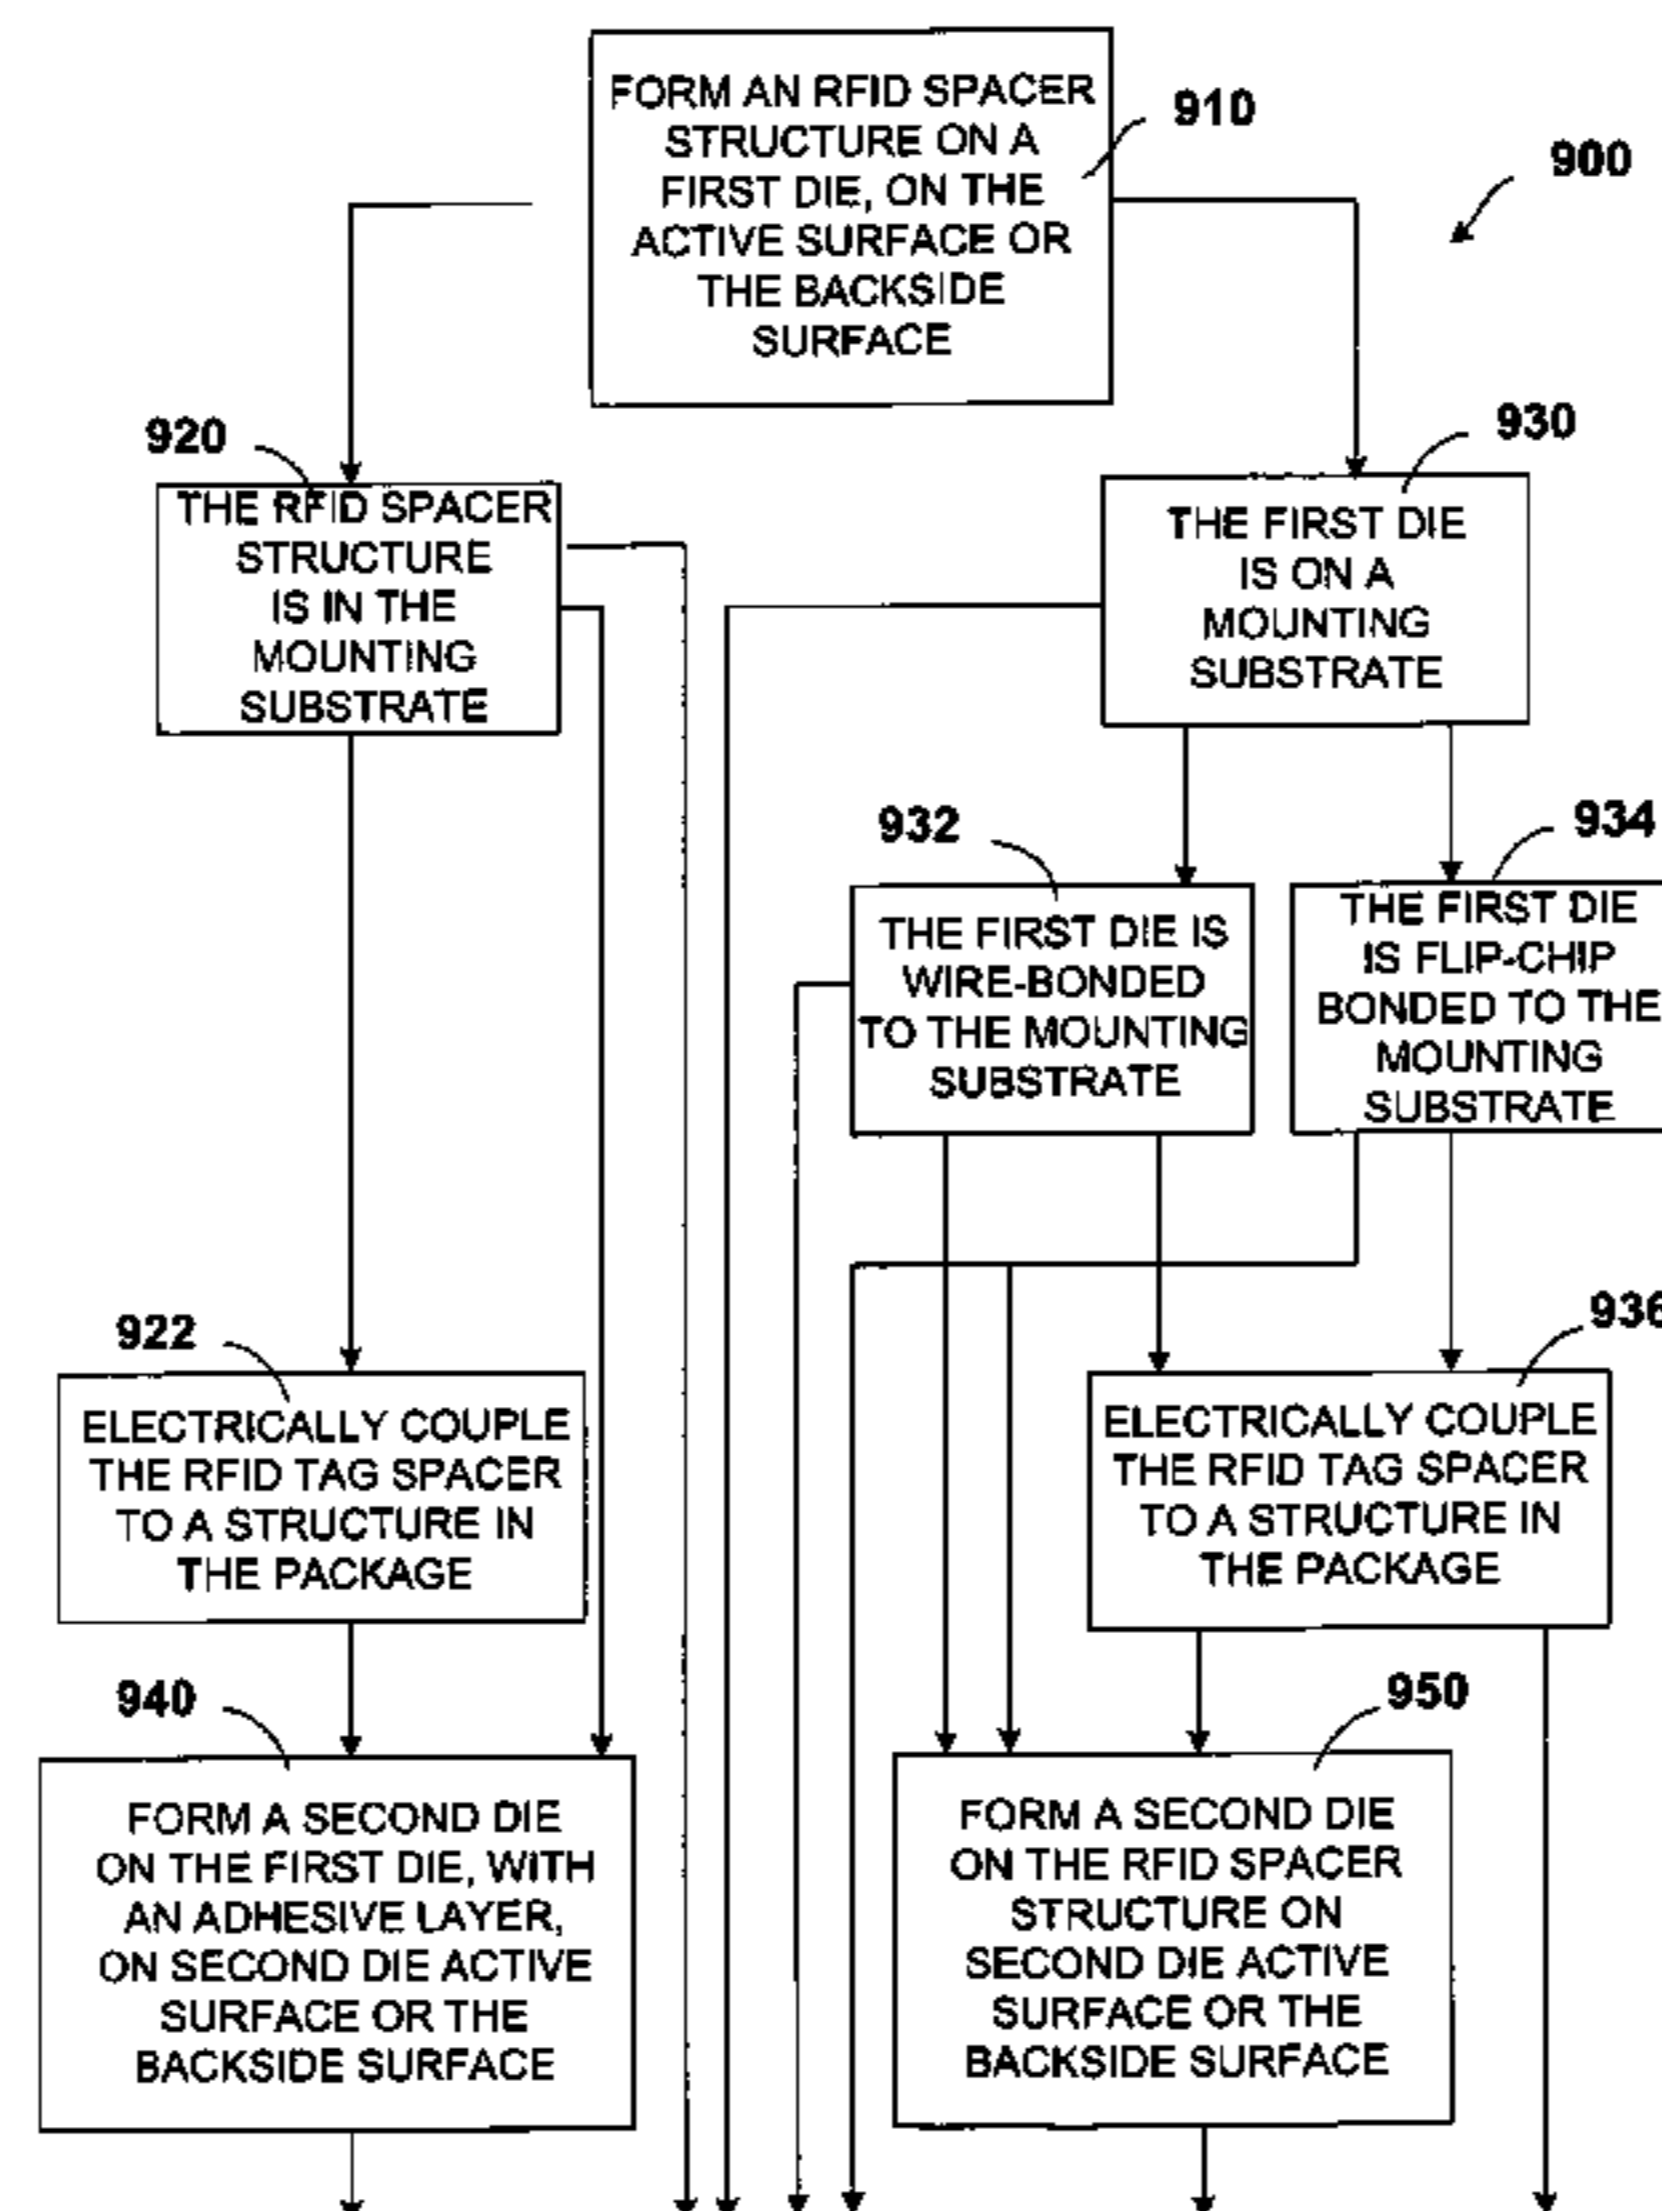 FORM AN RFID SPACER
STRUCTURE ON A
FIRST DIE, ON THE
ACTIVE SURFACE OR
THE BACKSIDE
SURFACE
910
900
920
THE RFID SPACER
STRUCTURE
IS IN THE
MOUNTING
SUBSTRATE
930
THE FIRST DIE
IS ON A
MOUNTING
SUBSTRATE
932
THE FIRST DIE IS
WIRE-BONDED
TO THE MOUNTING
SUBSTRATE
934
THE FIRST DIE
IS FLIP-CHIP
BONDED TO THE
MOUNTING
SUBSTRATE
922
ELECTRICALLY COUPLE
THE RFID TAG SPACER
TO A STRUCTURE IN
THE PACKAGE
936
ELECTRICALLY COUPLE
THE RFID TAG SPACER
TO A STRUCTURE IN
THE PACKAGE
940
FORM A SECOND DIE
ON THE FIRST DIE, WITH
AN ADHESIVE LAYER,
ON SECOND DIE ACTIVE
SURFACE OR THE
BACKSIDE SURFACE
950
FORM A SECOND DIE
ON THE RFID SPACER
STRUCTURE ON
SECOND DIE ACTIVE
SURFACE OR THE
BACKSIDE SURFACE